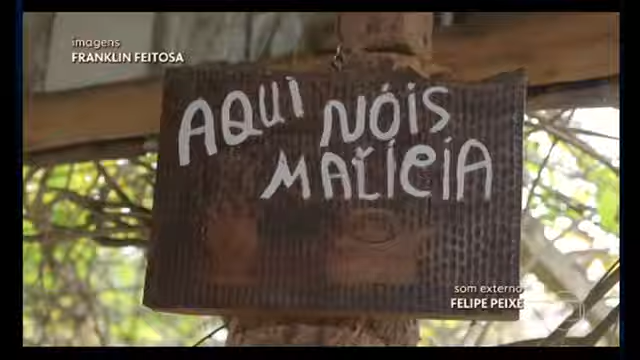 imagens
FRANKLIN FEITOSA
AQUI NÓIS
MALÍCIA
som externo
FELIPE PEIXE